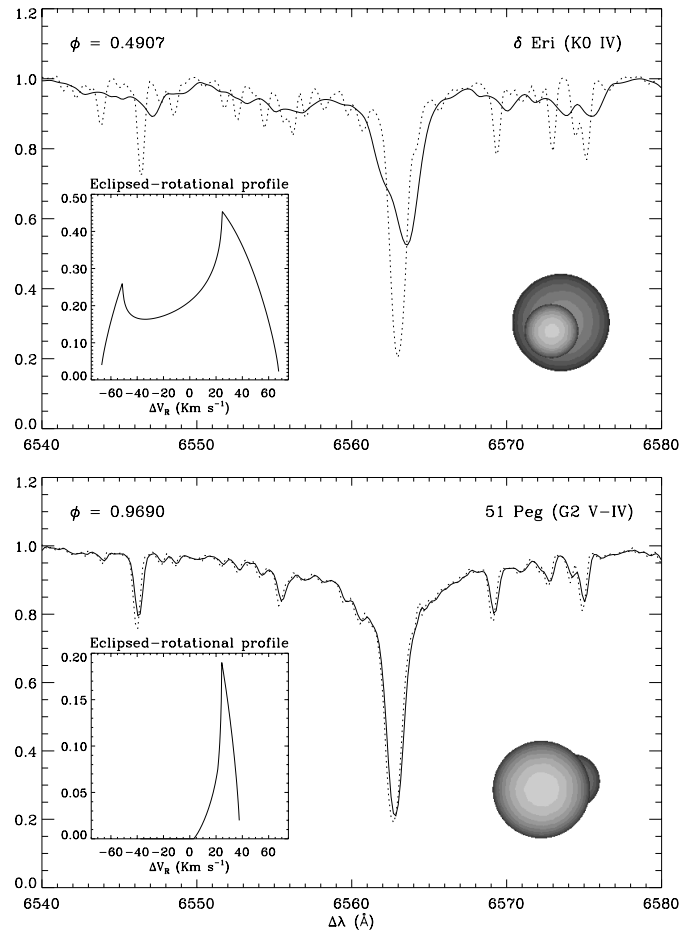 ϕ = 0.4907
δ Eri (K0 IV)
1.0
0.8
0.6
0.4
0.2
0.0
Eclipsed-rotational profile
0.50
0.40
0.30
0.20
0.10
0.00
-60 -40 -20 0 20 40 60
ΔV_R (Km s⁻¹)
6540 6550 6560 6570 6580
1.2
1.0
0.8
0.6
0.4
0.2
0.0
ϕ = 0.9690
51 Peg (G2 V-IV)
Eclipsed-rotational profile
0.20
0.15
0.10
0.05
0.00
-60 -40 -20 0 20 40 60
ΔV_R (Km s⁻¹)
6540 6550 6560 6570 6580
Δλ (Å)